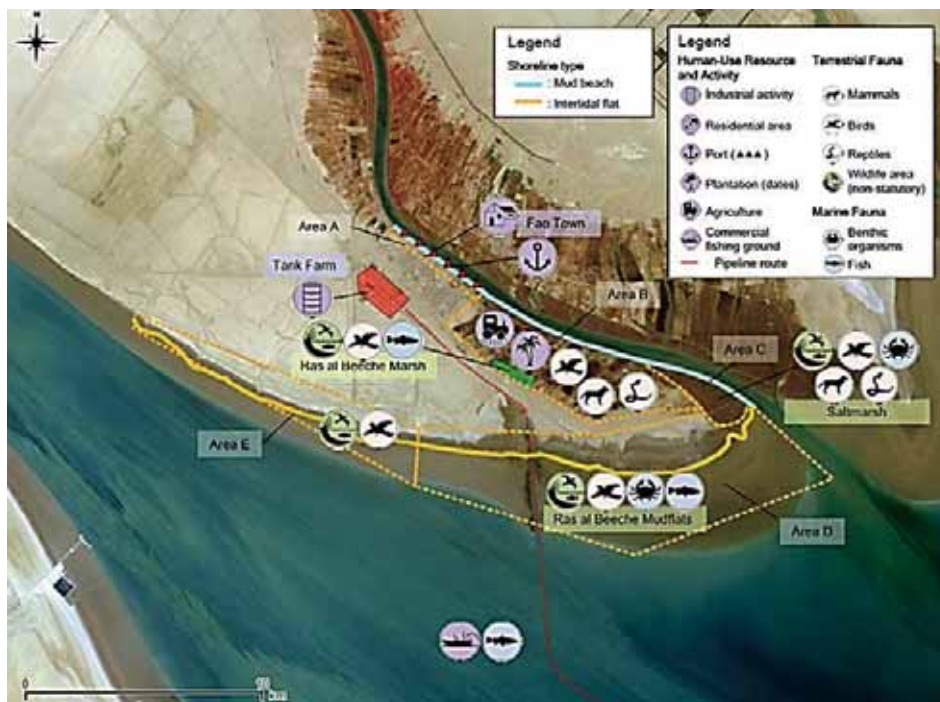 N
Legend
Shoreline type
: Mud beach
: Intertidal flat
Legend
Human-Use Resource
and Activity
Industrial activity
Residential area
Port (▲▲▲)
Plantation (dates)
Agriculture
Commercial
fishing ground
Pipeline route
Terrestrial Fauna
Mammals
Birds
Reptiles
Wildlife area
(non-statutory)
Marine Fauna
Benthic
organisms
Fish
Area A
Fao Town
Tank Farm
Area B
Ras al Beeche Marsh
Area C
Saltmarsh
Area E
Ras al Beeche Mudflats
Area D
0
10
km